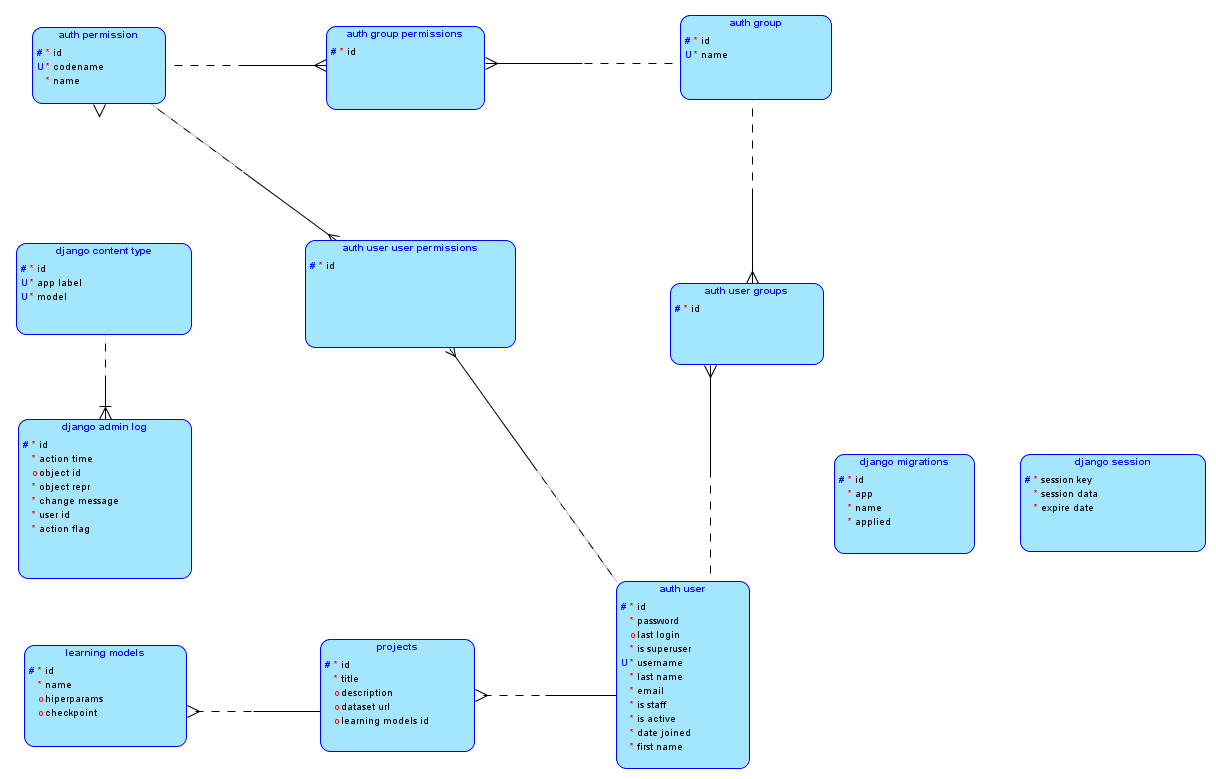 auth permission
# * id
U * codename
* name
auth group permissions
# * id
auth group
# * id
U * name
django content type
# * id
U * app label
U * model
auth user user permissions
# * id
auth user groups
# * id
django admin log
# * id
* action time
o object id
* object repr
* change message
* user id
* action flag
django migrations
# * id
* app
* name
* applied
django session
# * session key
* session data
* expire date
learning models
# * id
* name
o hiperparams
o checkpoint
projects
# * id
* title
o description
o dataset url
o learning models id
auth user
# * id
* password
o last login
* is superuser
U * username
* last name
* email
* is staff
* is active
* date joined
* first name